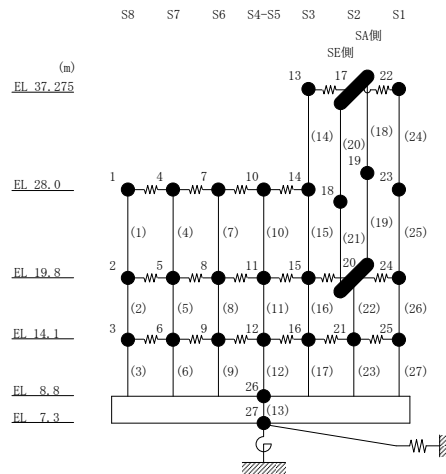 S8 S7 S6 S4-S5 S3 S2 S1
SA側
SE側
(m)
EL 37.275
13 17 22
(14) (20) (18) (24)
19
EL 28.0
1 4 7 10 14 18 23
(1) (4) (7) (10) (15) (21) (19) (25)
EL 19.8
2 5 8 11 15 20 24
(2) (5) (8) (11) (16) (22) (26)
EL 14.1
3 6 9 12 16 21 25
(3) (6) (9) (12) (17) (23) (27)
EL 8.8
26
EL 7.3
27 (13)